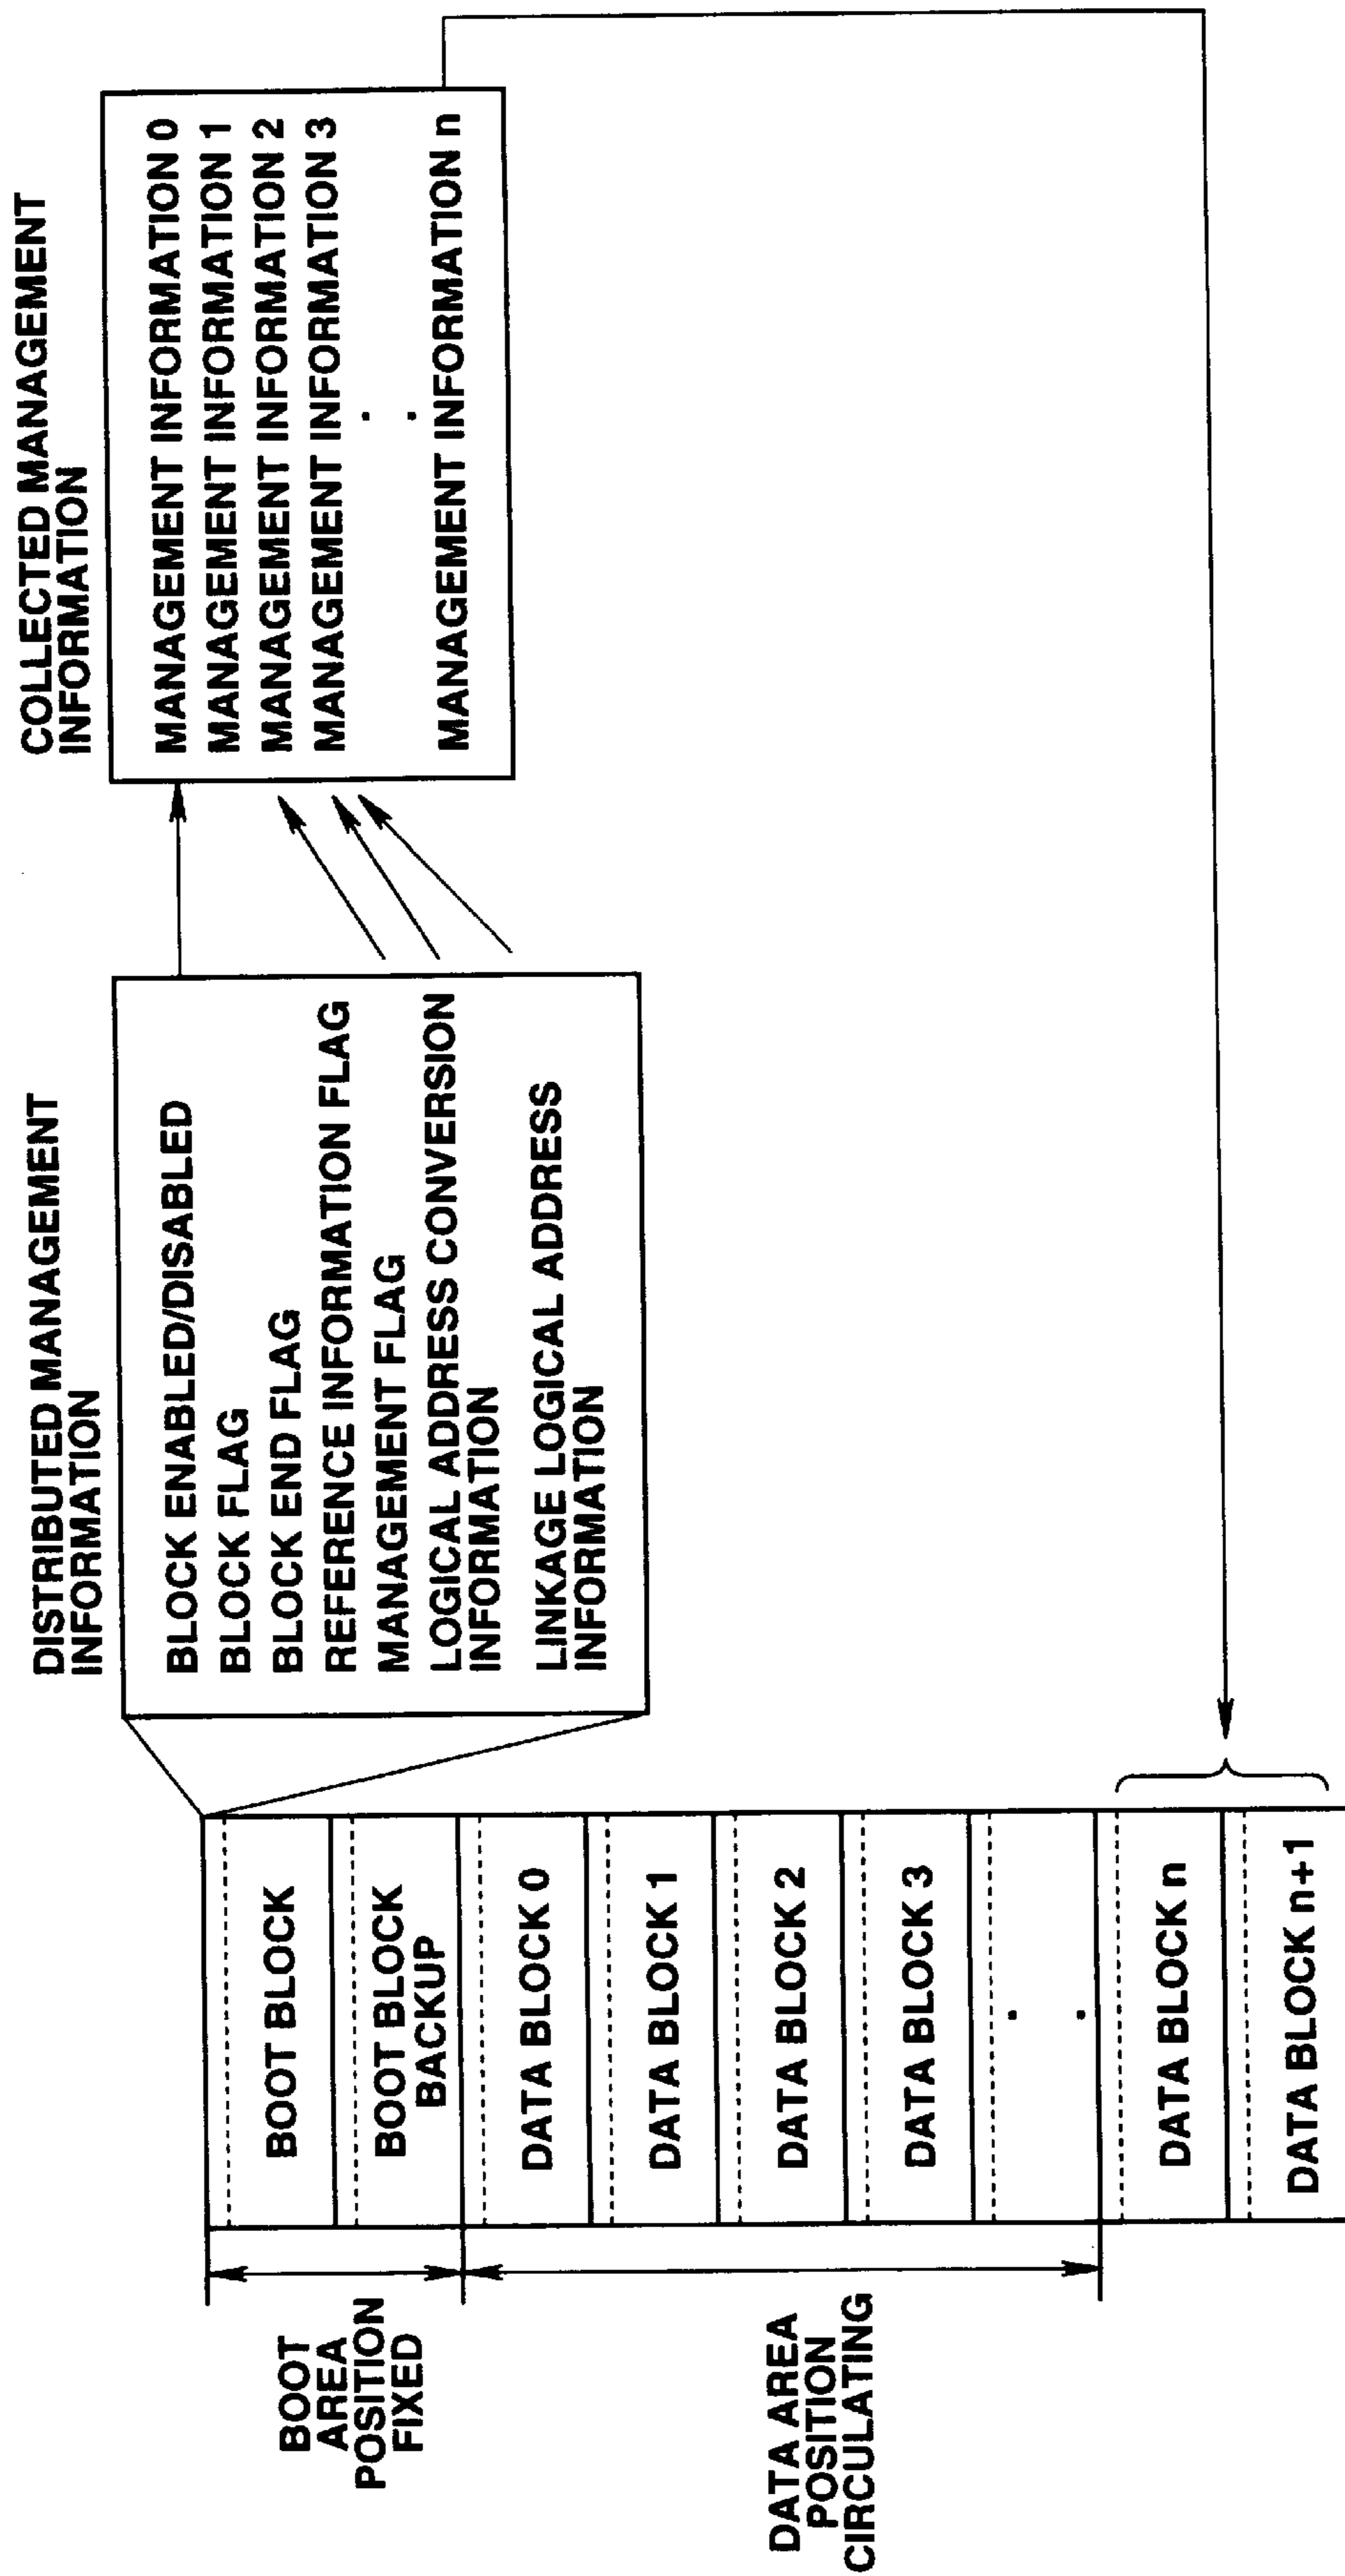 BOOT
AREA
POSITION
FIXED
DATA AREA
POSITION
CIRCULATING
BOOT BLOCK
BOOT BLOCK
BACKUP
DATA BLOCK 0
DATA BLOCK 1
DATA BLOCK 2
DATA BLOCK 3
.
.
DATA BLOCK n
DATA BLOCK n+1
DISTRIBUTED MANAGEMENT
INFORMATION
BLOCK ENABLED/DISABLED
BLOCK FLAG
BLOCK END FLAG
REFERENCE INFORMATION FLAG
MANAGEMENT FLAG
LOGICAL ADDRESS CONVERSION
INFORMATION
LINKAGE LOGICAL ADDRESS
INFORMATION
COLLECTED MANAGEMENT
INFORMATION
MANAGEMENT INFORMATION 0
MANAGEMENT INFORMATION 1
MANAGEMENT INFORMATION 2
MANAGEMENT INFORMATION 3
.
.
MANAGEMENT INFORMATION n